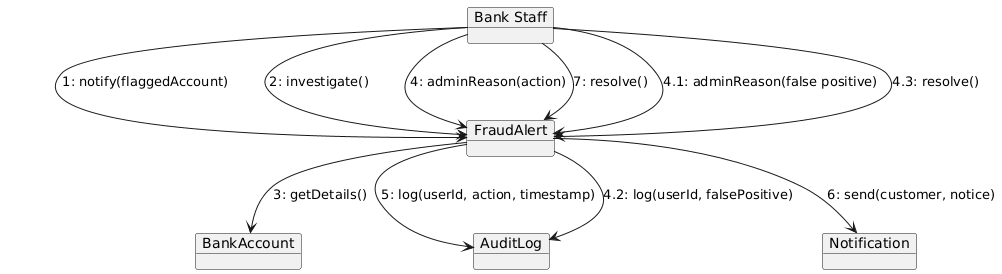 Bank Staff
1: notify(flaggedAccount)
2: investigate()
4: adminReason(action)
7: resolve()
4.1: adminReason(false positive)
4.3: resolve()
FraudAlert
3: getDetails()
5: log(userId, action, timestamp)
4.2: log(userId, falsePositive)
6: send(customer, notice)
BankAccount
AuditLog
Notification